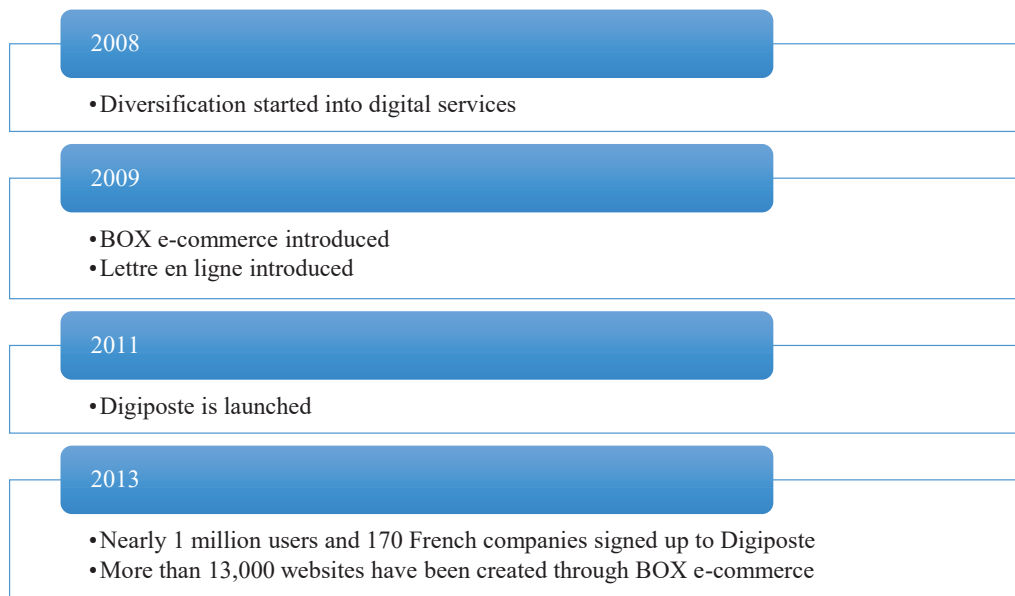 2008
•Diversification started into digital services
2009
•BOX e-commerce introduced
•Lettre en ligne introduced
2011
•Digiposte is launched
2013
•Nearly 1 million users and 170 French companies signed up to Digiposte
•More than 13,000 websites have been created through BOX e-commerce